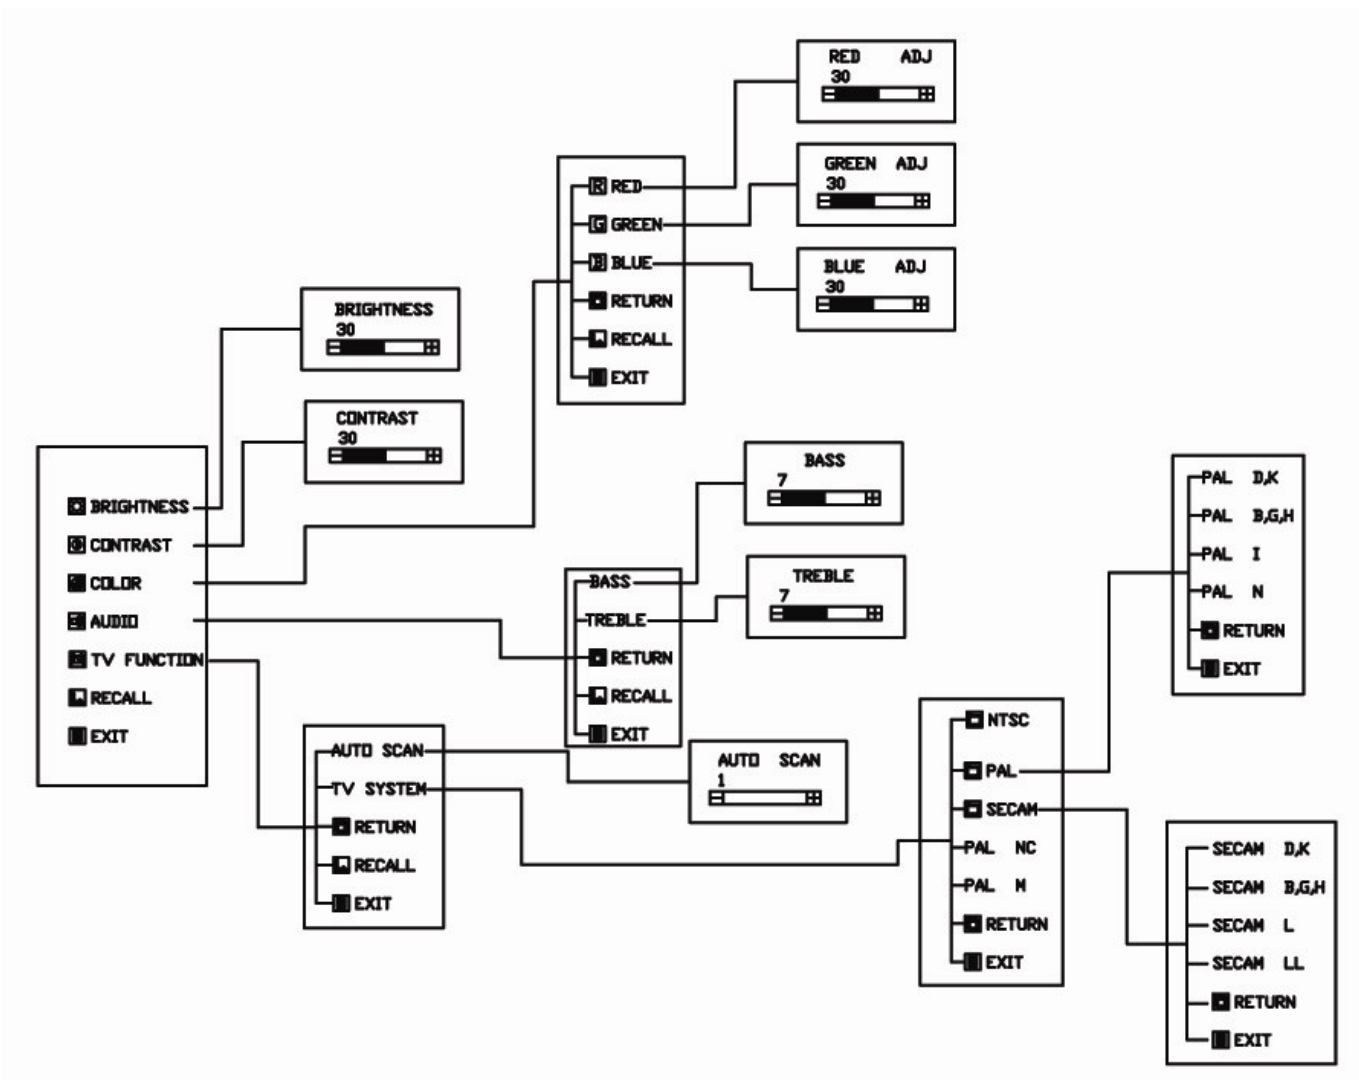 BRIGHTNESS
CONTRAST
COLOR
AUDIO
TV FUNCTION
RECALL
EXIT
BRIGHTNESS
30
CONTRAST
30
R RED
G GREEN
B BLUE
RETURN
RECALL
EXIT
RED ADJ
30
GREEN ADJ
30
BLUE ADJ
30
BASS
TREBLE
RETURN
RECALL
EXIT
BASS
7
TREBLE
7
AUTO SCAN
TV SYSTEM
RETURN
RECALL
EXIT
AUTO SCAN
1
NTSC
PAL
SECAM
PAL NC
PAL M
RETURN
EXIT
PAL D,K
PAL B,G,H
PAL I
PAL N
RETURN
EXIT
SECAM D,K
SECAM B,G,H
SECAM L
SECAM LL
RETURN
EXIT